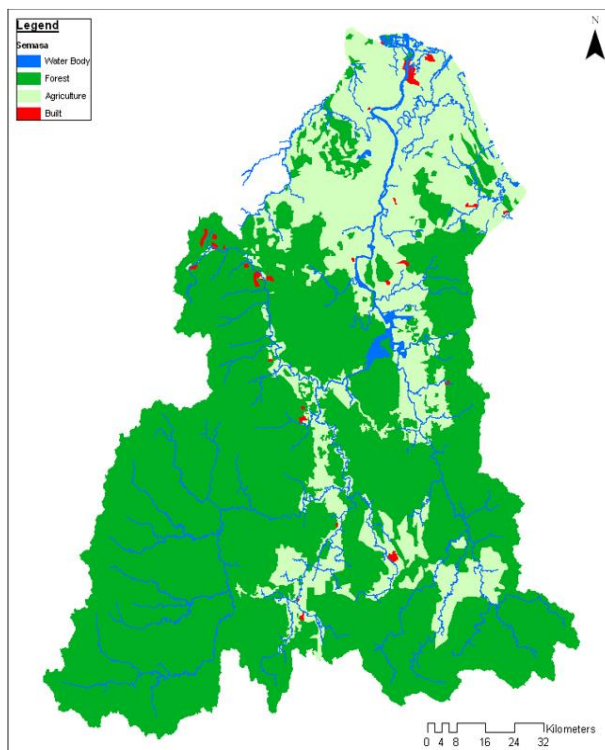 Legend
Semasa
Water Body
Forest
Agriculture
Built
N
Kilometers
0 4 8 16 24 32